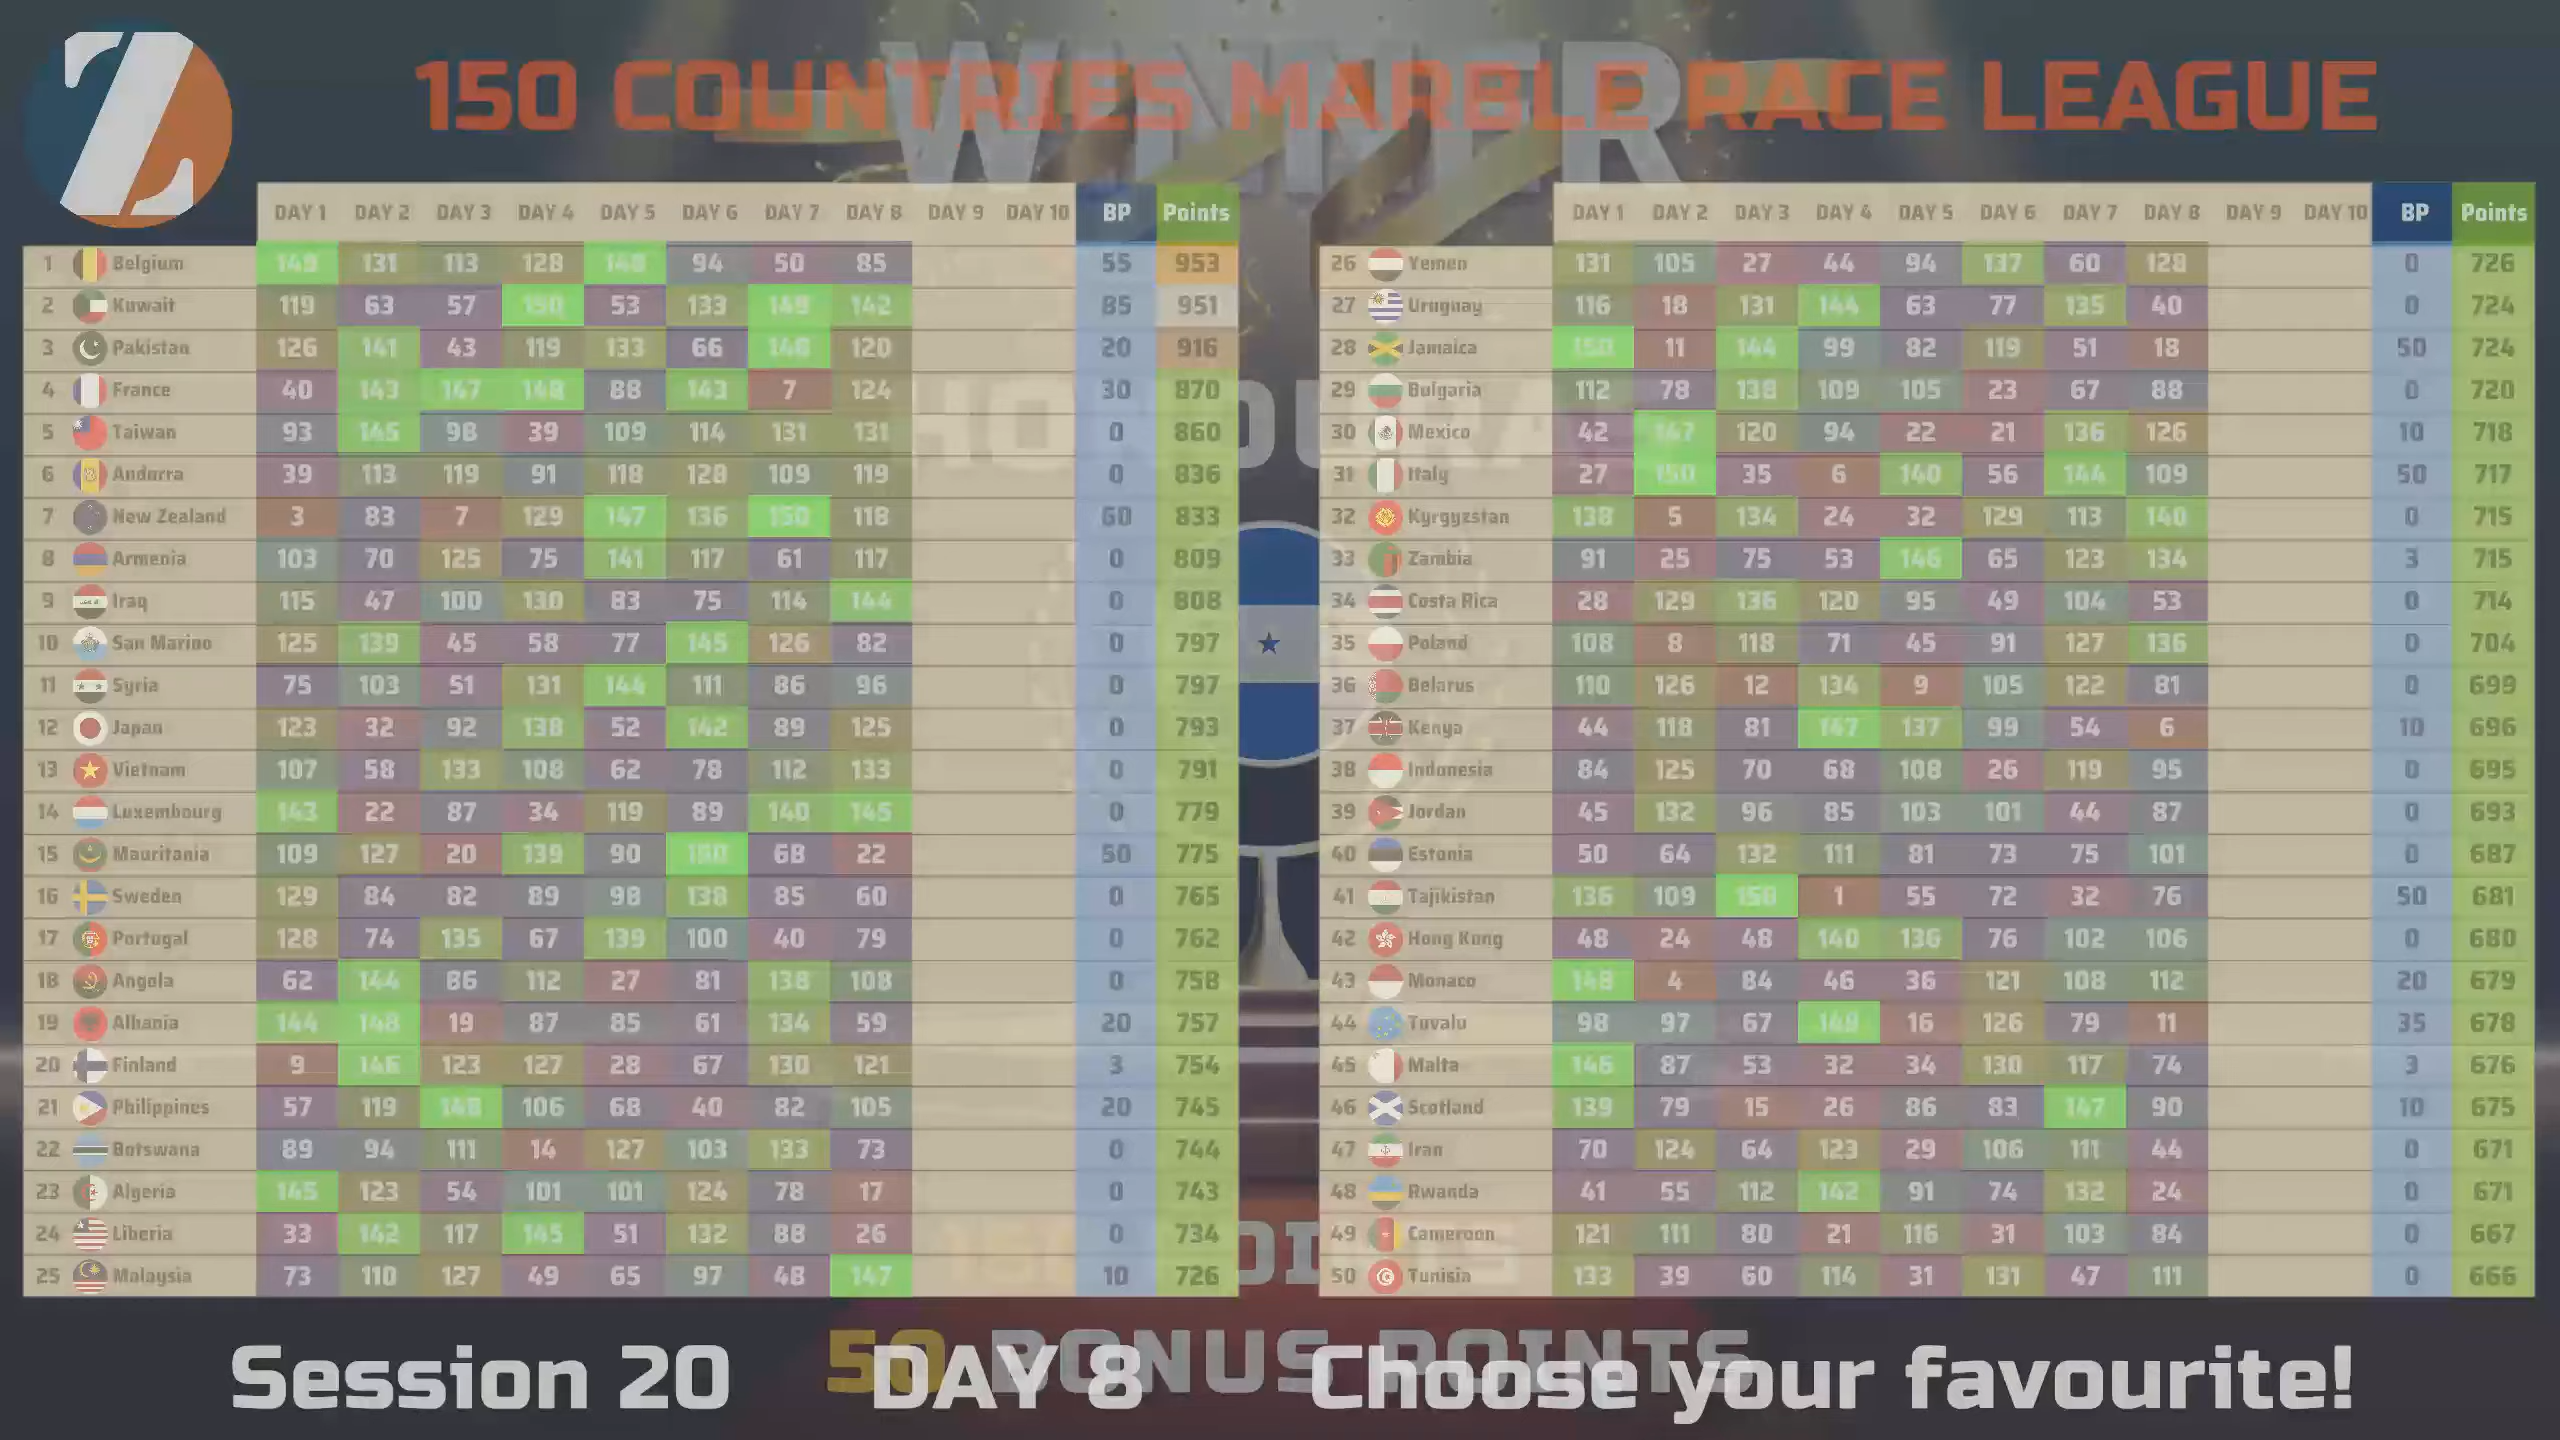 Z
WINNER
150 COUNTRIES MARBLE RACE LEAGUE
DAY 1 DAY 2 DAY 3 DAY 4 DAY 5 DAY 6 DAY 7 DAY 8 DAY 9 DAY 10 BP Points
1 Belgium 149 131 113 128 148 94 50 85 55 953
2 Kuwait 119 63 57 150 53 133 149 142 85 951
3 Pakistan 126 141 43 119 133 66 148 120 20 916
4 France 40 143 147 148 88 143 7 124 30 870
5 Taiwan 93 145 98 39 109 114 131 131 0 860
6 Andorra 39 113 119 91 118 128 109 119 0 836
7 New Zealand 3 83 7 129 147 136 150 118 60 833
8 Armenia 103 70 125 75 141 117 61 117 0 809
9 Iraq 115 47 100 130 83 75 114 144 0 808
10 San Marino 125 139 45 58 77 145 126 82 0 797
11 Syria 75 103 51 131 144 111 86 96 0 797
12 Japan 123 32 92 138 52 142 89 125 0 793
13 Vietnam 107 58 133 108 62 78 112 133 0 791
14 Luxembourg 143 22 87 34 119 89 140 145 0 779
15 Mauritania 109 127 20 139 90 150 68 22 50 775
16 Sweden 129 84 82 89 98 138 85 60 0 765
17 Portugal 128 74 135 67 139 100 40 79 0 762
18 Angola 62 144 86 112 27 81 138 108 0 758
19 Albania 144 148 19 87 85 61 134 59 20 757
20 Finland 9 146 123 127 28 67 130 121 3 754
21 Philippines 57 119 148 106 68 40 82 105 20 745
22 Botswana 89 94 111 14 127 103 133 73 0 744
23 Algeria 145 123 54 101 101 124 78 17 0 743
24 Liberia 33 142 117 145 51 132 88 26 0 734
25 Malaysia 73 110 127 49 65 97 48 147 10 726
DAY 1 DAY 2 DAY 3 DAY 4 DAY 5 DAY 6 DAY 7 DAY 8 DAY 9 DAY 10 BP Points
26 Yemen 131 105 27 44 94 137 60 128 0 726
27 Uruguay 116 18 131 144 63 77 135 40 0 724
28 Jamaica 150 11 144 99 82 119 51 18 50 724
29 Bulgaria 112 78 138 109 105 23 67 88 0 720
30 Mexico 42 147 120 94 22 21 136 126 10 718
31 Italy 27 150 35 6 140 56 144 109 50 717
32 Kyrgyzstan 138 5 134 24 32 129 113 140 0 715
33 Zambia 91 25 75 53 146 65 123 134 3 715
34 Costa Rica 28 129 136 120 95 49 104 53 0 714
35 Poland 108 8 118 71 45 91 127 136 0 704
36 Belarus 110 126 12 134 9 105 122 81 0 699
37 Kenya 44 118 81 147 137 99 54 6 10 696
38 Indonesia 84 125 70 68 108 26 119 95 0 695
39 Jordan 45 132 96 85 103 101 44 87 0 693
40 Estonia 50 64 132 111 81 73 75 101 0 687
41 Tajikistan 136 109 150 1 55 72 32 76 50 681
42 Hong Kong 48 24 48 140 136 76 102 106 0 680
43 Monaco 148 4 84 46 36 121 108 112 20 679
44 Tuvalu 98 97 67 149 16 126 79 11 35 678
45 Malta 146 87 53 32 34 130 117 74 3 676
46 Scotland 139 79 15 26 86 83 147 90 10 675
47 Iran 70 124 64 123 29 106 111 44 0 671
48 Rwanda 41 55 112 142 91 74 132 24 0 671
49 Cameroon 121 111 80 21 116 31 103 84 0 667
50 Tunisia 133 39 60 114 31 131 47 111 0 666
50 BONUS POINTS
Session 20 DAY 8 Choose your favourite!